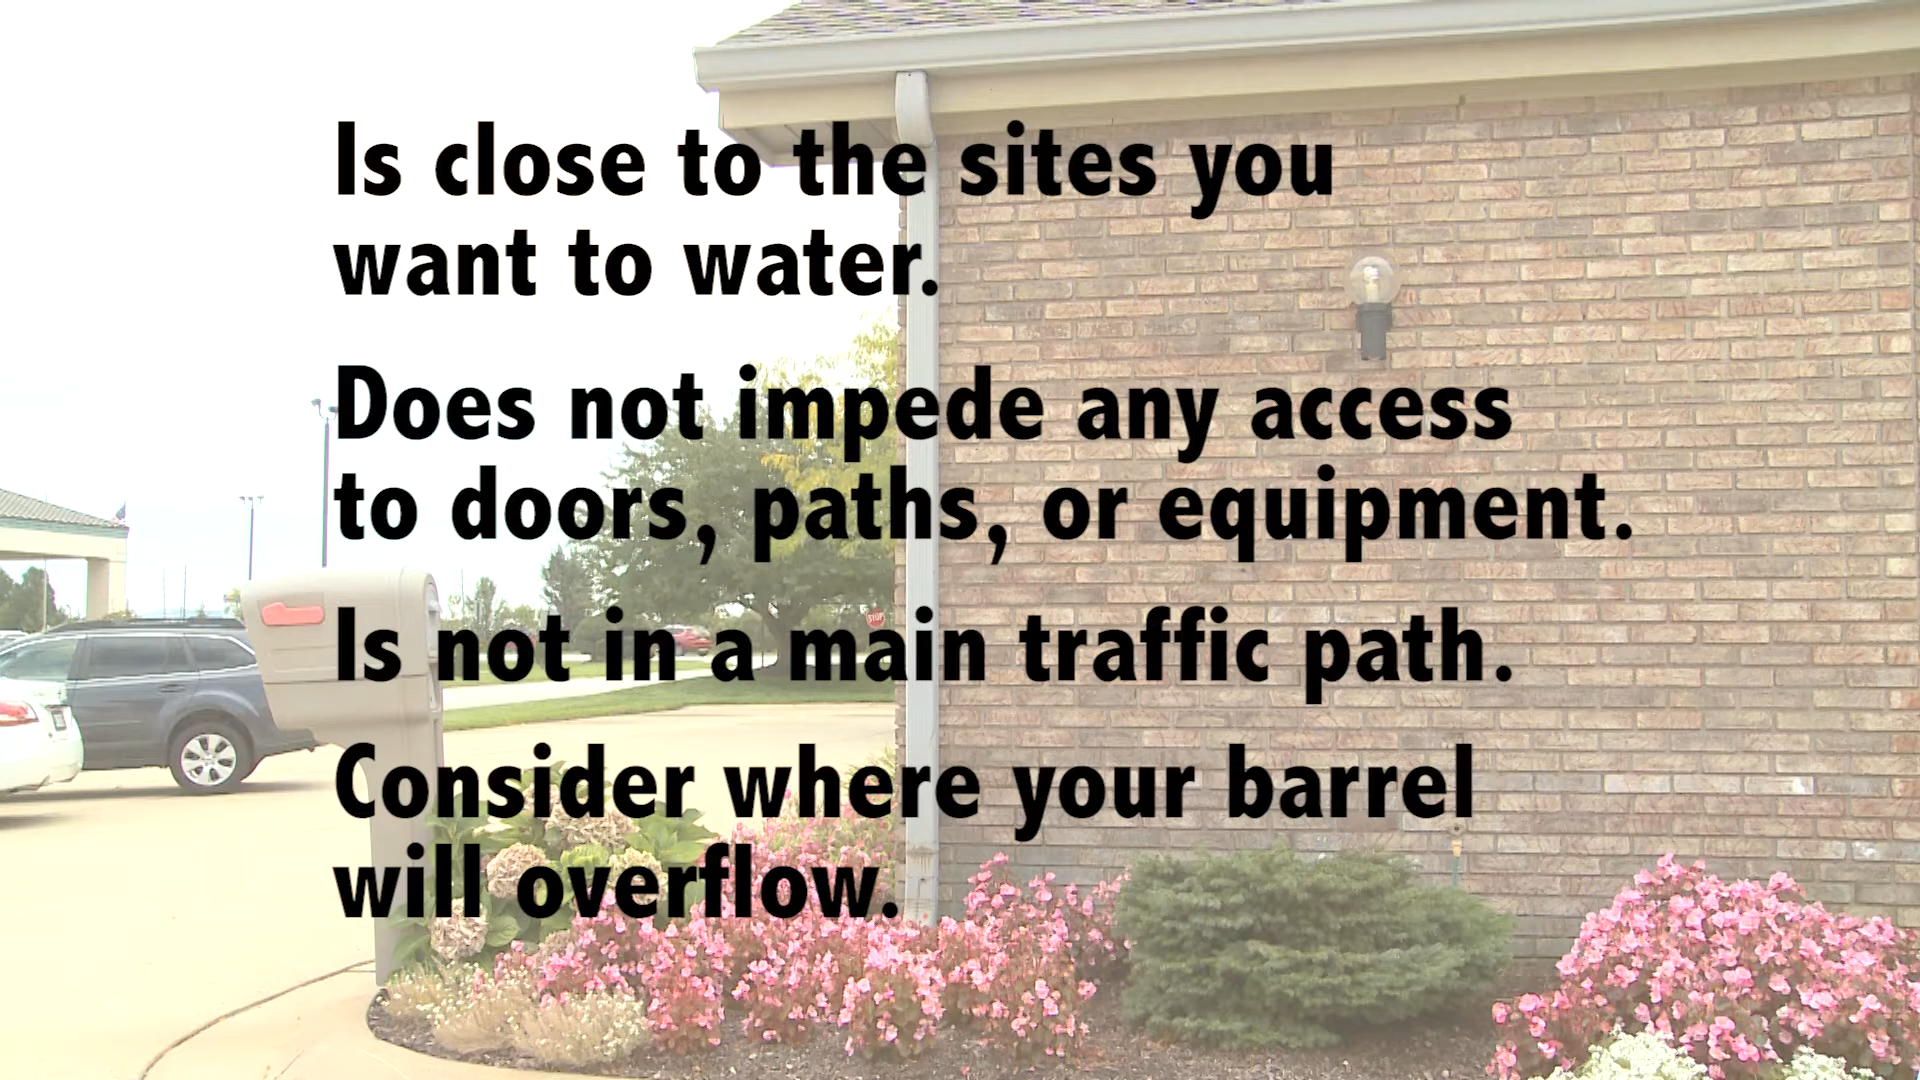 Is close to the sites you
want to water.
Does not impede any access
to doors, paths, or equipment.
Is not in a main traffic path.
Consider where your barrel
will overflow.
STOP